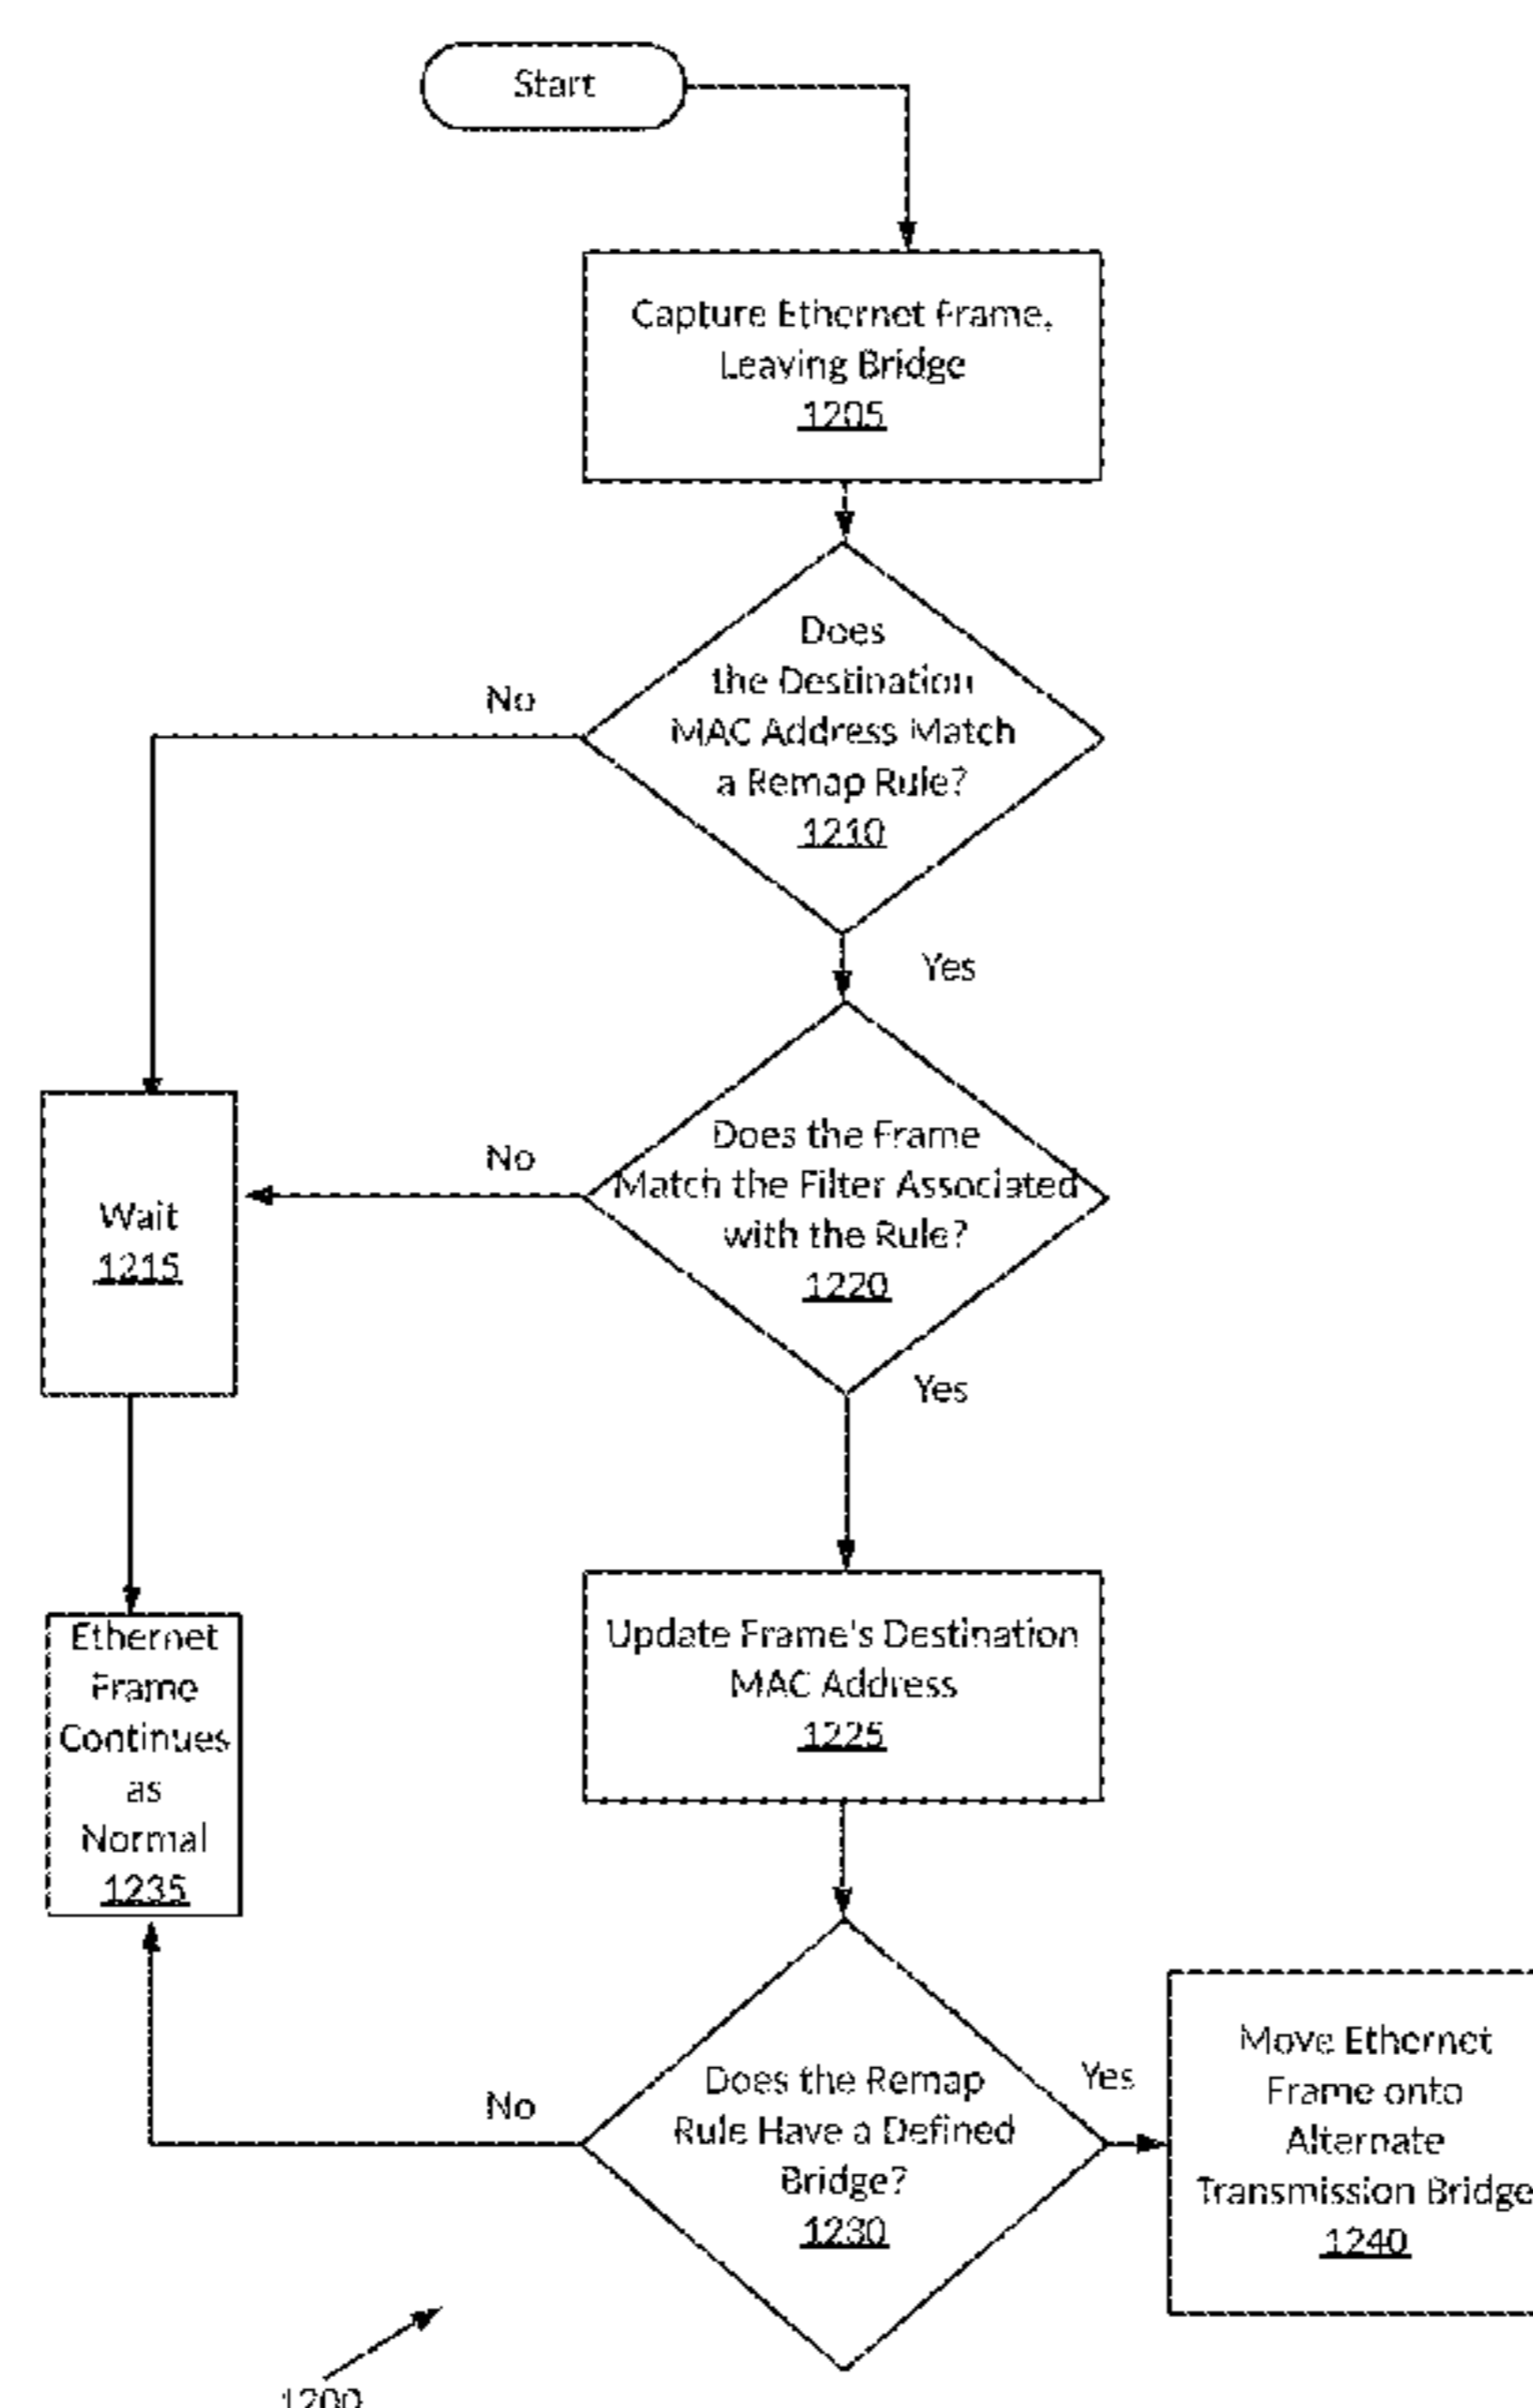 Start
Capture Ethernet Frame,
Leaving Bridge
1205
Does
the Destination
MAC Address Match
a Remap Rule?
1210
No
Yes
Does the Frame
Match the Filter Associated
with the Rule?
1220
No
Wait
1215
Yes
Update Frame's Destination
MAC Address
1225
Ethernet
Frame
Continues
as
Normal
1235
Does the Remap
Rule Have a Defined
Bridge?
1230
No
Yes
Move Ethernet
Frame onto
Alternate
Transmission Bridge
1240
1200